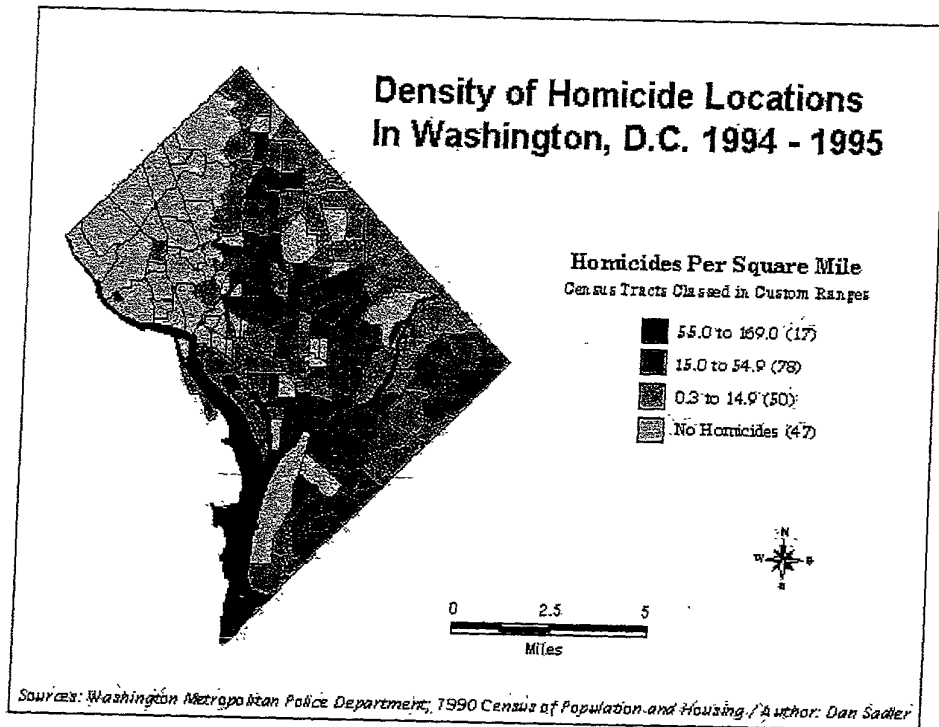 Density of Homicide Locations
In Washington, D.C. 1994 - 1995
Homicides Per Square Mile
Census Tracts Classed in Custom Ranges
55.0 to 169.0 (17)
15.0 to 54.9 (78)
0.3 to 14.9 (50)
No Homicides (47)
N
W E
S
0 2.5 5
Miles
Sources: Washington Metropolitan Police Department, 1990 Census of Population and Housing / Author: Dan Sadler